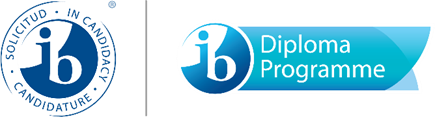 SOLICITUD · IN CANDIDACY · CANDIDATURE ·
ib
®
ib
Diploma
Programme